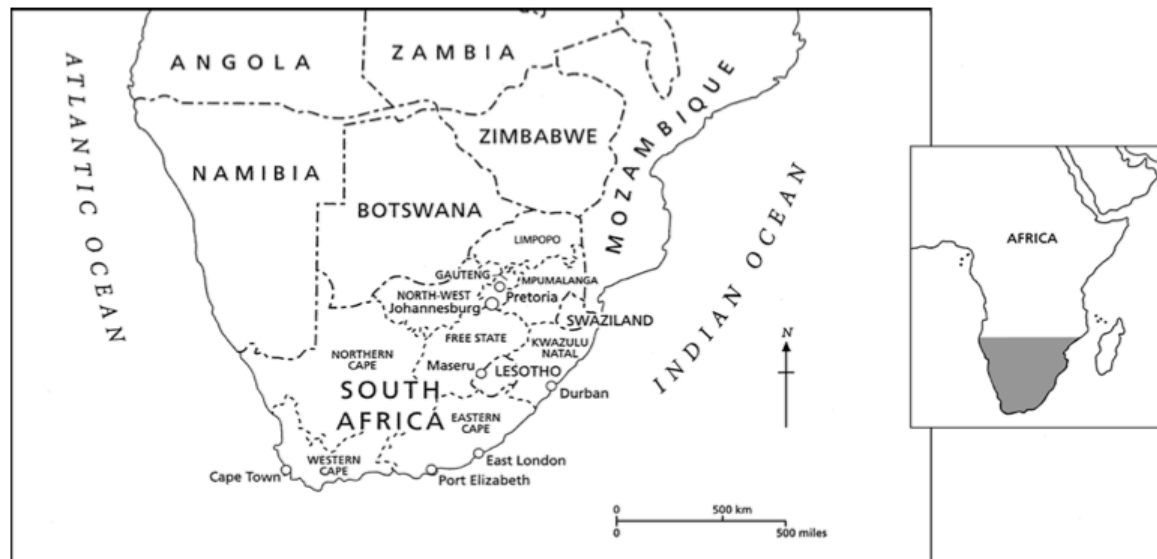 ANGOLA
ZAMBIA
ATLANTIC OCEAN
ZIMBABWE
MOZAMBIQUE
NAMIBIA
BOTSWANA
INDIAN OCEAN
LIMPOPO
GAUTENG
MPUMALANGA
NORTH-WEST
Pretoria
Johannesburg
SWAZILAND
FREE STATE
KWAZULU
NATAL
NORTHERN
CAPE
Maseru
LESOTHO
SOUTH
AFRICA
Durban
EASTERN
CAPE
WESTERN
CAPE
East London
Cape Town
Port Elizabeth
N
0 500 km
0 500 miles
AFRICA